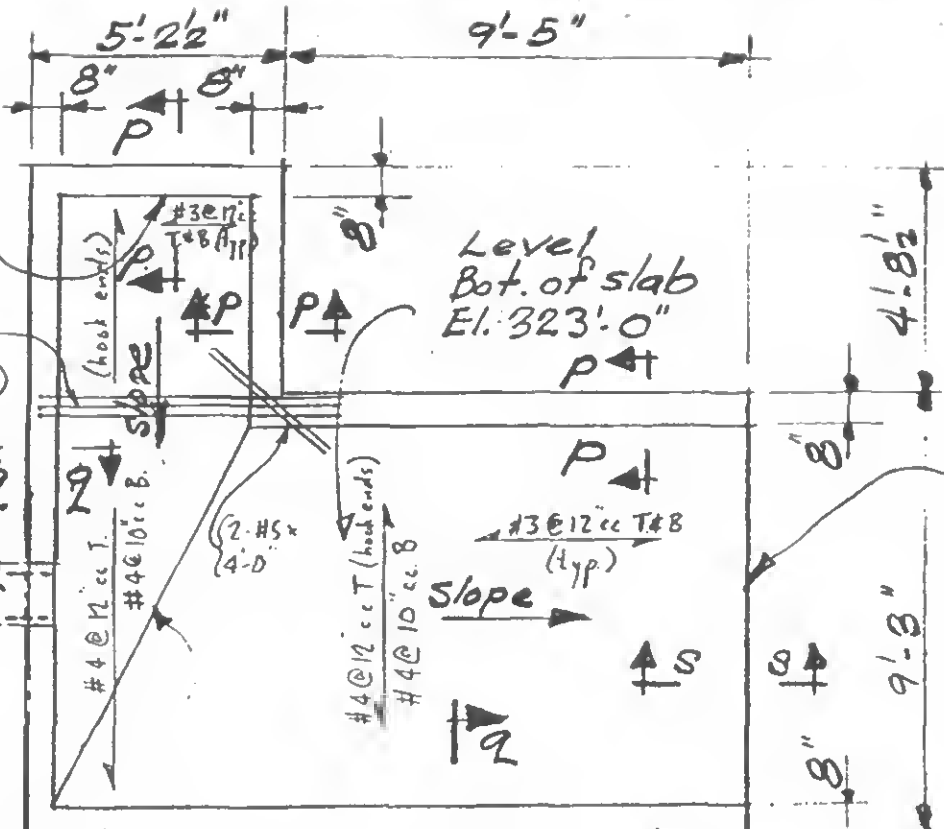 5'-2½"
9'-5"
8"
8"
P
#3@12"cc
T&B (typ)
8"
Level
Bot. of slab
El. 323'-0"
4'-8½"
(hook ends)
P
P
P
P
slope
8"
q
P
#4@12"cc T.
#4@10"cc B.
2-#5x
4'-0"
#4@12"cc T (hook ends)
#4@10"cc B
#3@12"cc T&B
(typ.)
slope
S
S
9'-3"
q
8"